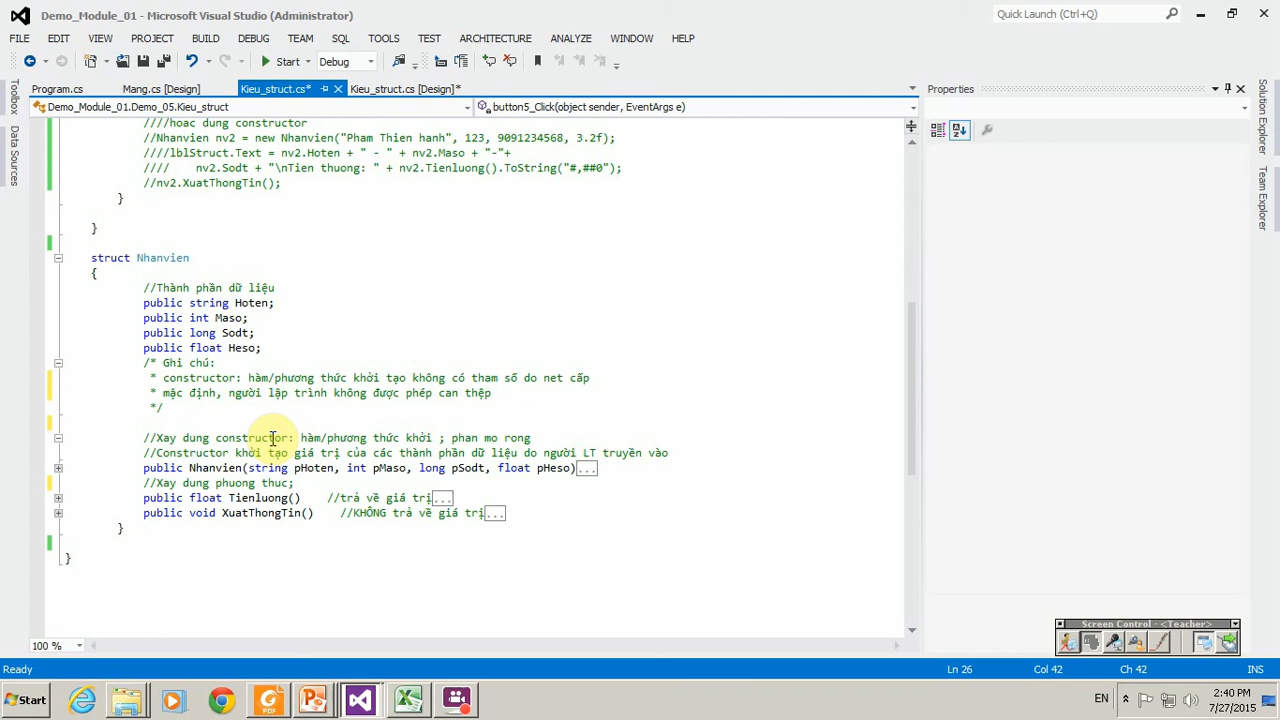 Demo_Module_01 - Microsoft Visual Studio (Administrator)
Quick Launch (Ctrl+Q)
FILE EDIT VIEW PROJECT BUILD DEBUG TEAM SQL TOOLS TEST ARCHITECTURE ANALYZE WINDOW HELP
Start Debug
Program.cs Mang.cs [Design] Kieu_struct.cs* Kieu_struct.cs [Design]* Properties
Demo_Module_01.Demo_05.Kieu_struct button5_Click(object sender, EventArgs e)
Toolbox
Data Sources
////hoac dung constructor
//Nhanvien nv2 = new Nhanvien("Pham Thien hanh", 123, 9091234568, 3.2f);
////lblStruct.Text = nv2.Hoten + " - " + nv2.Maso + "-"+
//// nv2.Sodt + "\nTien thuong: " + nv2.Tienluong().ToString("#,##0");
//nv2.XuatThongTin();
}
}
struct Nhanvien
{
//Thành phần dữ liệu
public string Hoten;
public int Maso;
public long Sodt;
public float Heso;
/* Ghi chú:
* constructor: hàm/phương thức khởi tạo không có tham số do net cấp
* mặc định, người lập trình không được phép can thệp
*/
//Xay dung constructor: hàm/phương thức khởi ; phan mo rong
//Constructor khởi tạo giá trị của các thành phần dữ liệu do người LT truyền vào
public Nhanvien(string pHoten, int pMaso, long pSodt, float pHeso)...
//Xay dung phuong thuc;
public float Tienluong() //trả về giá trị...
public void XuatThongTin() //KHÔNG trả về giá trị...
}
}
Solution Explorer
Team Explorer
Screen Control - <Teacher>
100 %
Ready Ln 26 Col 42 Ch 42 INS
Start EN 2:40 PM
7/27/2015